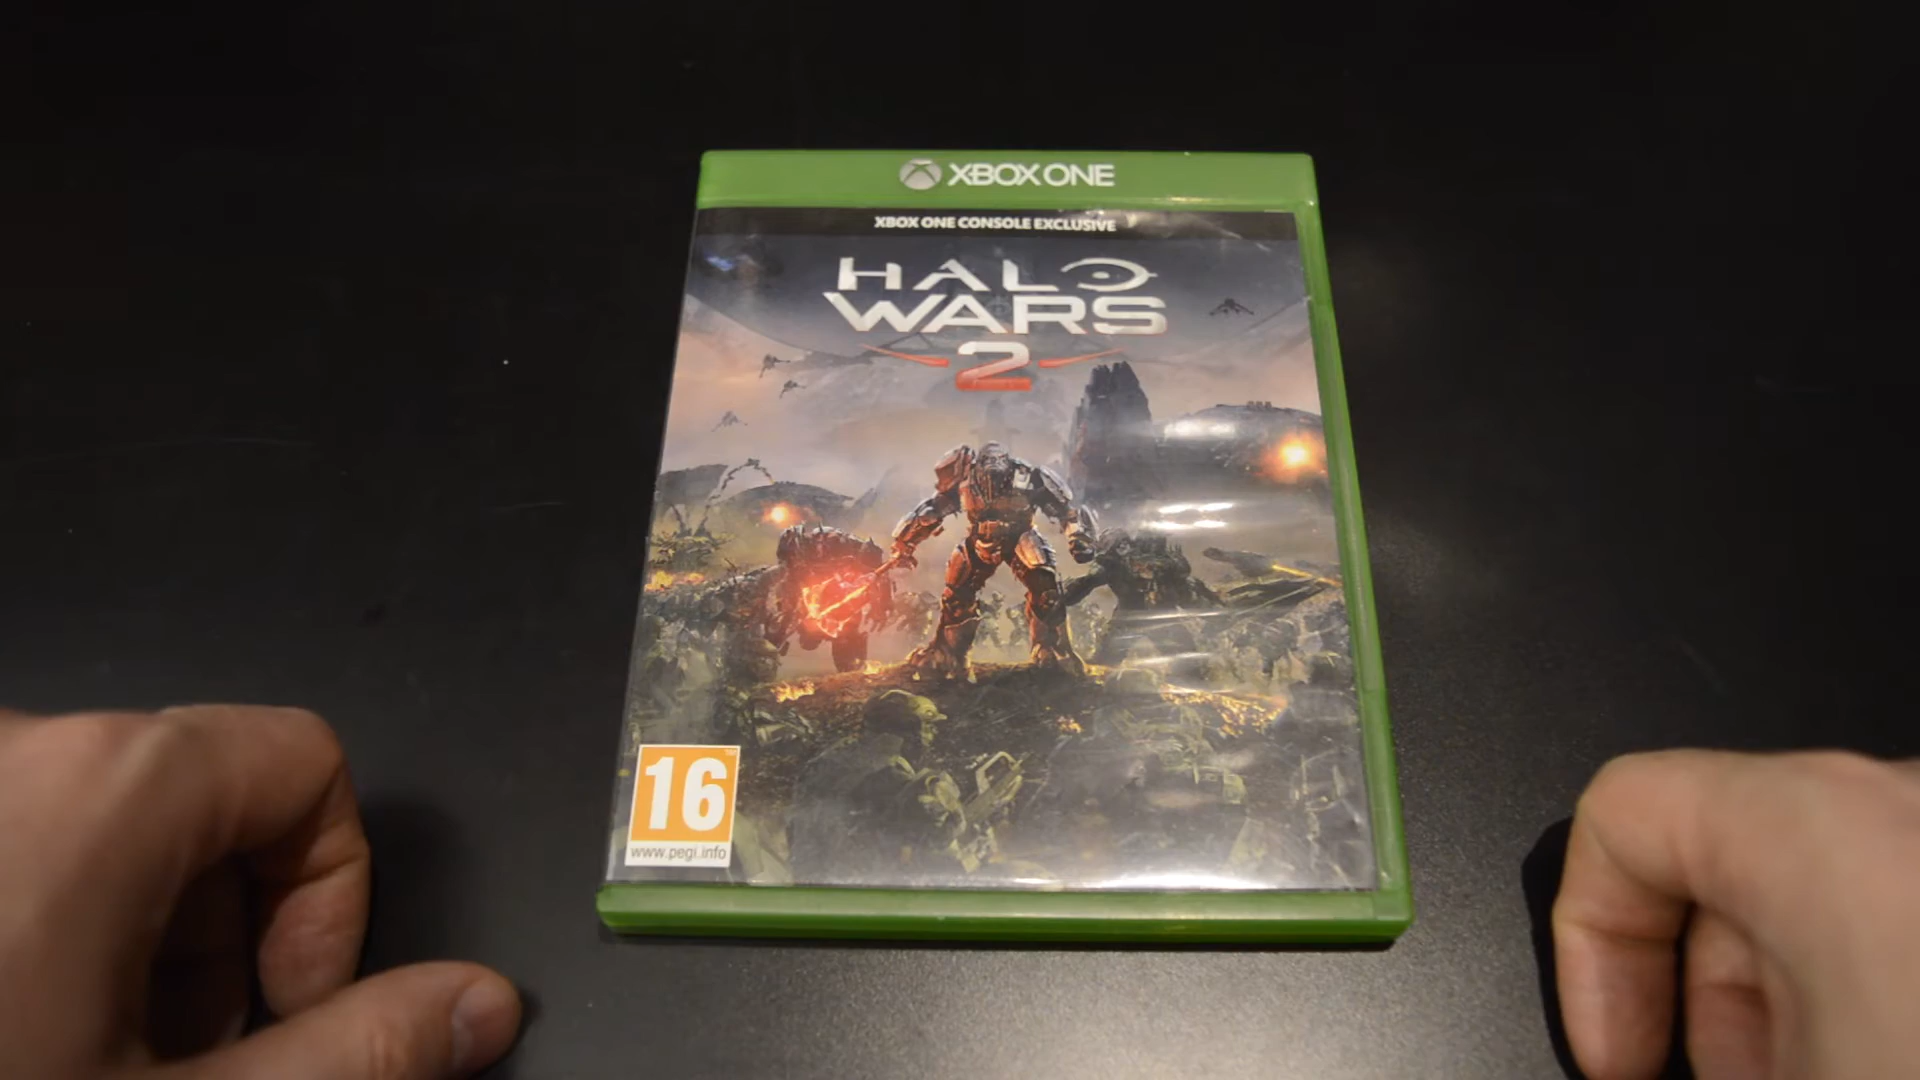 XBOX ONE
XBOX ONE CONSOLE EXCLUSIVE
HALO
WARS
2
16
www.pegi.info